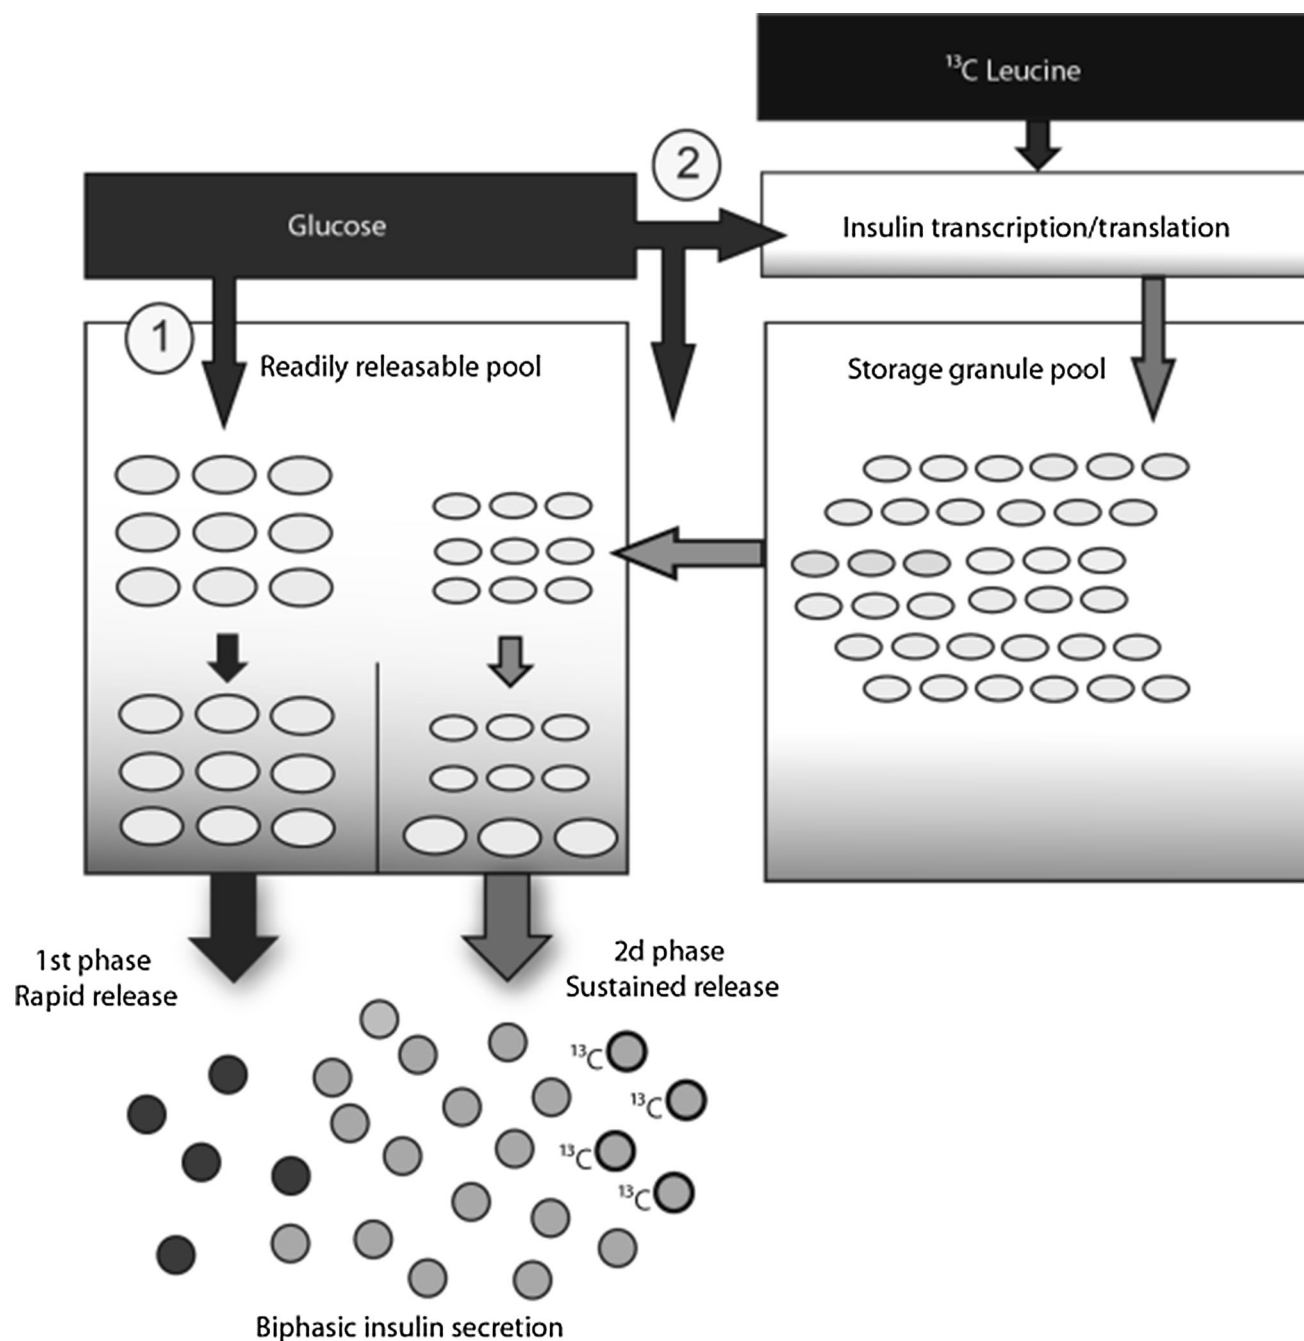 ¹³C Leucine
2
Glucose
Insulin transcription/translation
1
Readily releasable pool
Storage granule pool
1st phase
Rapid release
2d phase
Sustained release
¹³C
¹³C
¹³C
¹³C
Biphasic insulin secretion